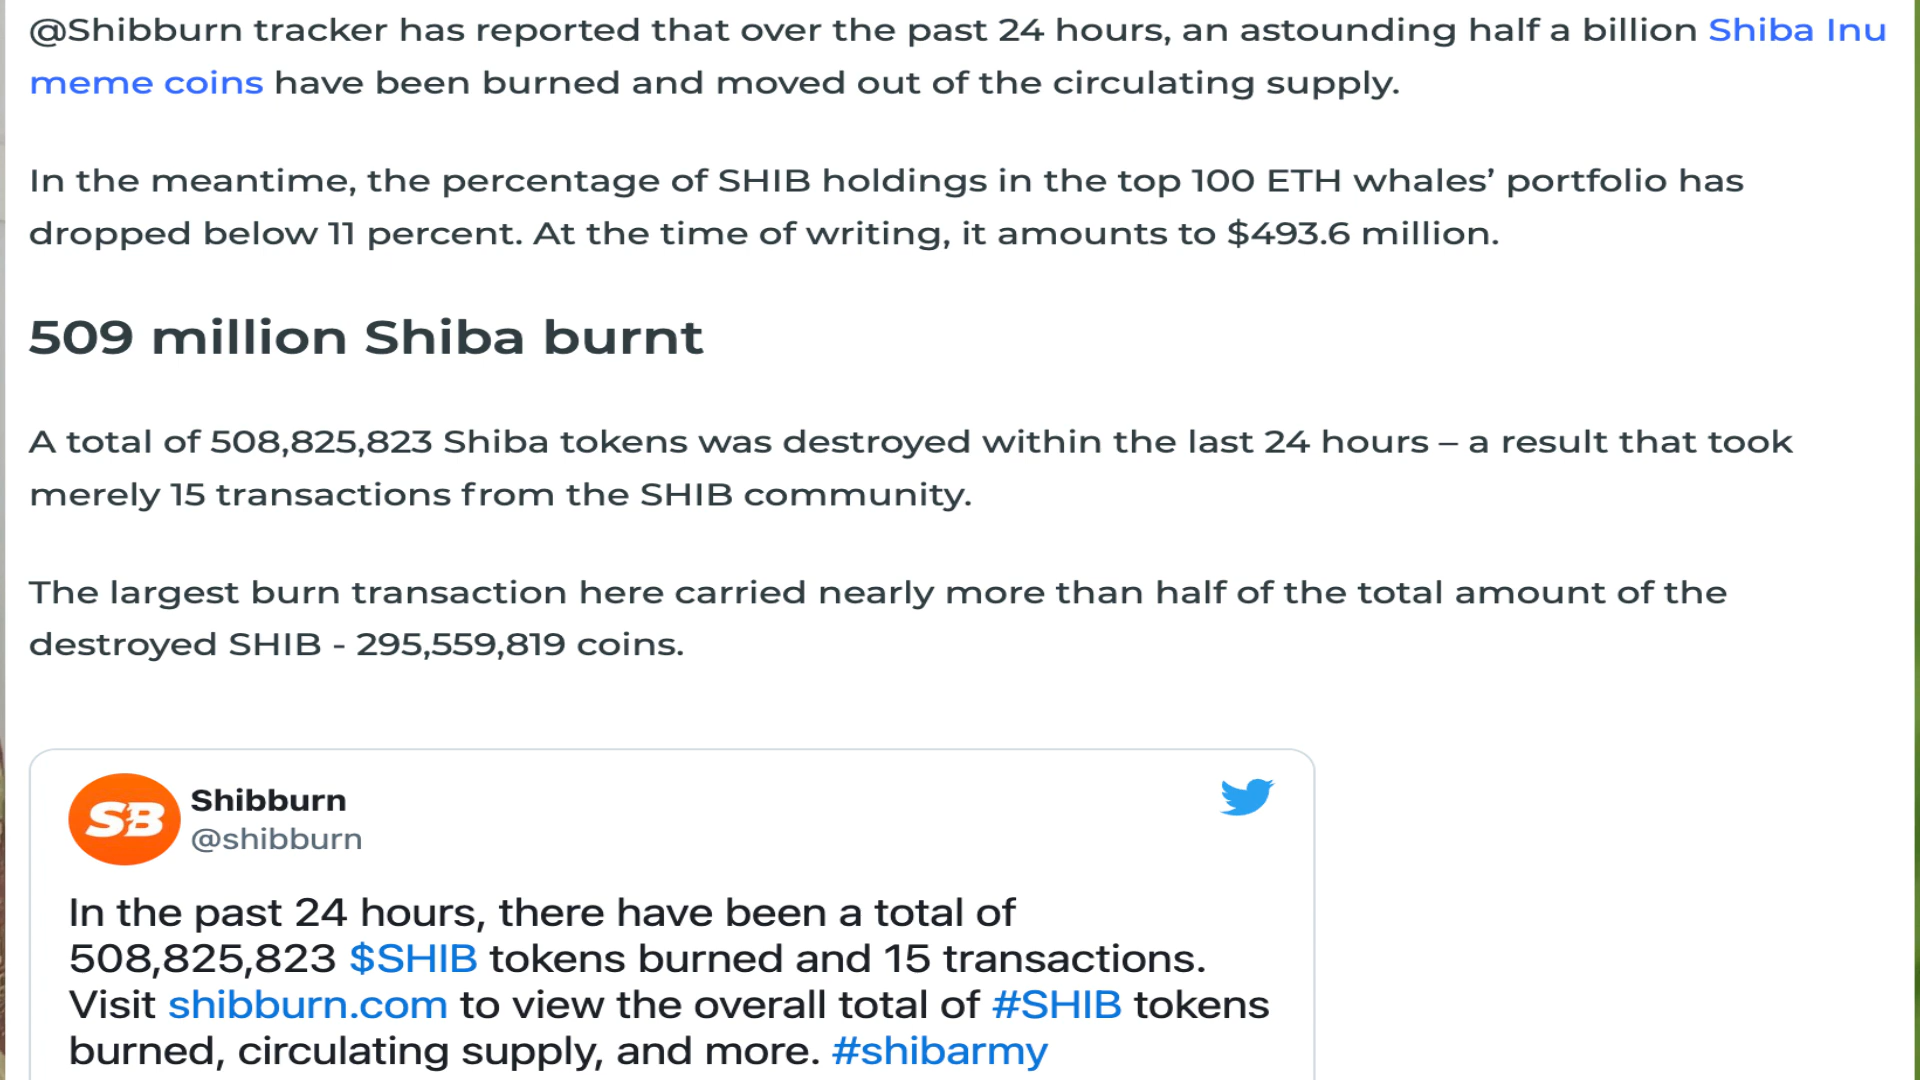 @Shibburn tracker has reported that over the past 24 hours, an astounding half a billion Shiba Inu
meme coins have been burned and moved out of the circulating supply.
In the meantime, the percentage of SHIB holdings in the top 100 ETH whales’ portfolio has
dropped below 11 percent. At the time of writing, it amounts to $493.6 million.
509 million Shiba burnt
A total of 508,825,823 Shiba tokens was destroyed within the last 24 hours – a result that took
merely 15 transactions from the SHIB community.
The largest burn transaction here carried nearly more than half of the total amount of the
destroyed SHIB - 295,559,819 coins.
SB
Shibburn
@shibburn
In the past 24 hours, there have been a total of
508,825,823 $SHIB tokens burned and 15 transactions.
Visit shibburn.com to view the overall total of #SHIB tokens
burned, circulating supply, and more. #shibarmy